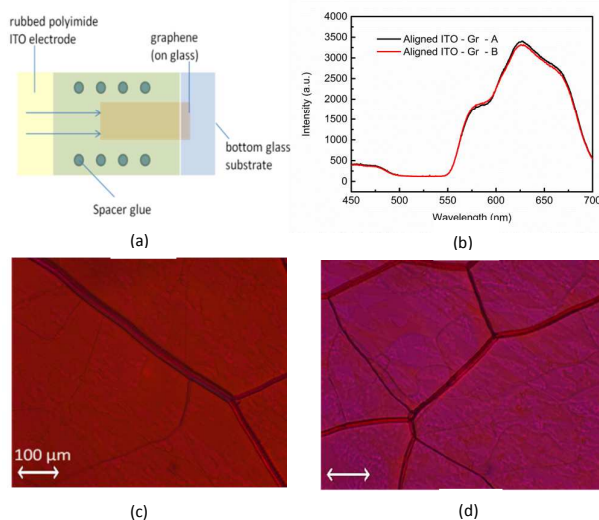 rubbed polyimide
ITO electrode
graphene
(on glass)
bottom glass
substrate
Spacer glue
(a)
Aligned ITO - Gr - A
Aligned ITO - Gr - B
Intensity (a.u.)
4000
3500
3000
2500
2000
1500
1000
500
0
450 500 550 600 650 700
Wavelength (nm)
(b)
100 µm
(c)
(d)